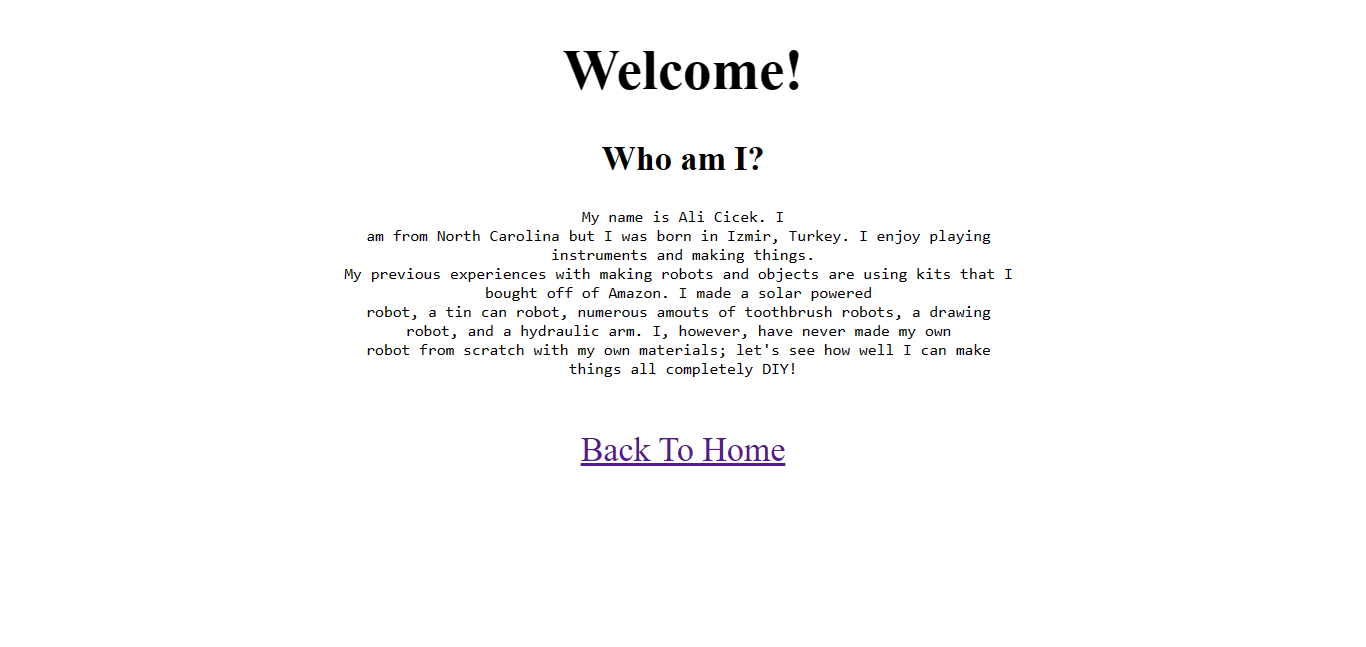 Welcome!
Who am I?
My name is Ali Cicek. I
am from North Carolina but I was born in Izmir, Turkey. I enjoy playing
instruments and making things.
My previous experiences with making robots and objects are using kits that I
bought off of Amazon. I made a solar powered
robot, a tin can robot, numerous amouts of toothbrush robots, a drawing
robot, and a hydraulic arm. I, however, have never made my own
robot from scratch with my own materials; let's see how well I can make
things all completely DIY!
Back To Home